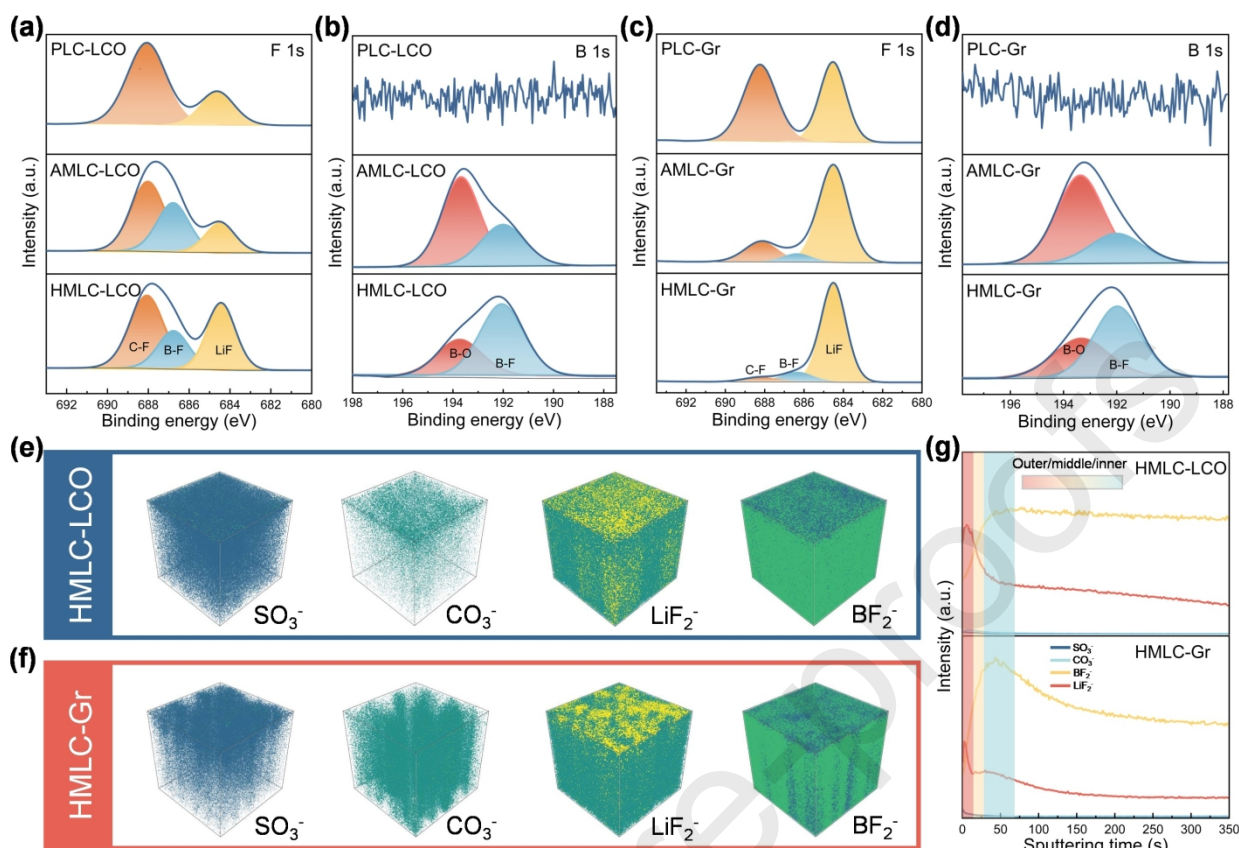 (a)
PLC-LCO
F 1s
AMLC-LCO
HMLC-LCO
C-F
B-F
LiF
Intensity (a.u.)
692 690 688 686 684 682 680
Binding energy (eV)
(b)
PLC-LCO
B 1s
AMLC-LCO
HMLC-LCO
B-O
B-F
Intensity (a.u.)
198 196 194 192 190 188
Binding energy (eV)
(c)
PLC-Gr
F 1s
AMLC-Gr
HMLC-Gr
C-F
B-F
LiF
Intensity (a.u.)
692 690 688 686 684 682 680
Binding energy (eV)
(d)
PLC-Gr
B 1s
AMLC-Gr
HMLC-Gr
B-O
B-F
Intensity (a.u.)
196 194 192 190 188
Binding energy (eV)
(e)
HMLC-LCO
SO₃⁻
CO₃⁻
LiF₂⁻
BF₂⁻
(f)
HMLC-Gr
SO₃⁻
CO₃⁻
LiF₂⁻
BF₂⁻
(g)
Outer/middle/inner
HMLC-LCO
HMLC-Gr
SO₃⁻
CO₃⁻
BF₂⁻
LiF₂⁻
Intensity (a.u.)
0 50 100 150 200 250 300 350
Sputtering time (s)